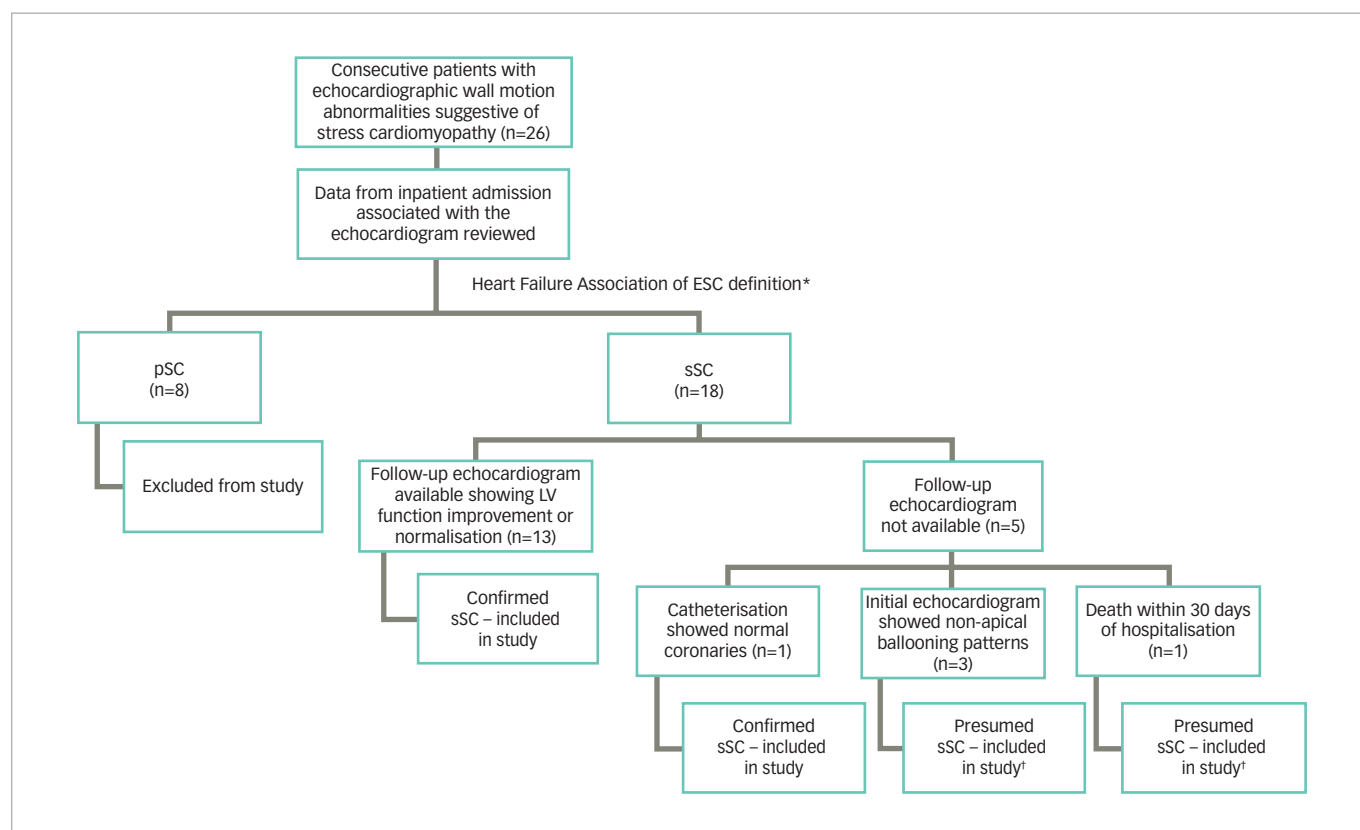 Consecutive patients with
echocardiographic wall motion
abnormalities suggestive of
stress cardiomyopathy (n=26)
Data from inpatient admission
associated with the
echocardiogram reviewed
Heart Failure Association of ESC definition*
pSC
(n=8)
sSC
(n=18)
Excluded from study
Follow-up echocardiogram
available showing LV
function improvement or
normalisation (n=13)
Follow-up
echocardiogram
not available (n=5)
Confirmed
sSC – included
in study
Catheterisation
showed normal
coronaries (n=1)
Initial echocardiogram
showed non-apical
ballooning patterns
(n=3)
Death within 30 days
of hospitalisation
(n=1)
Confirmed
sSC – included
in study
Presumed
sSC – included
in study†
Presumed
sSC – included
in study†